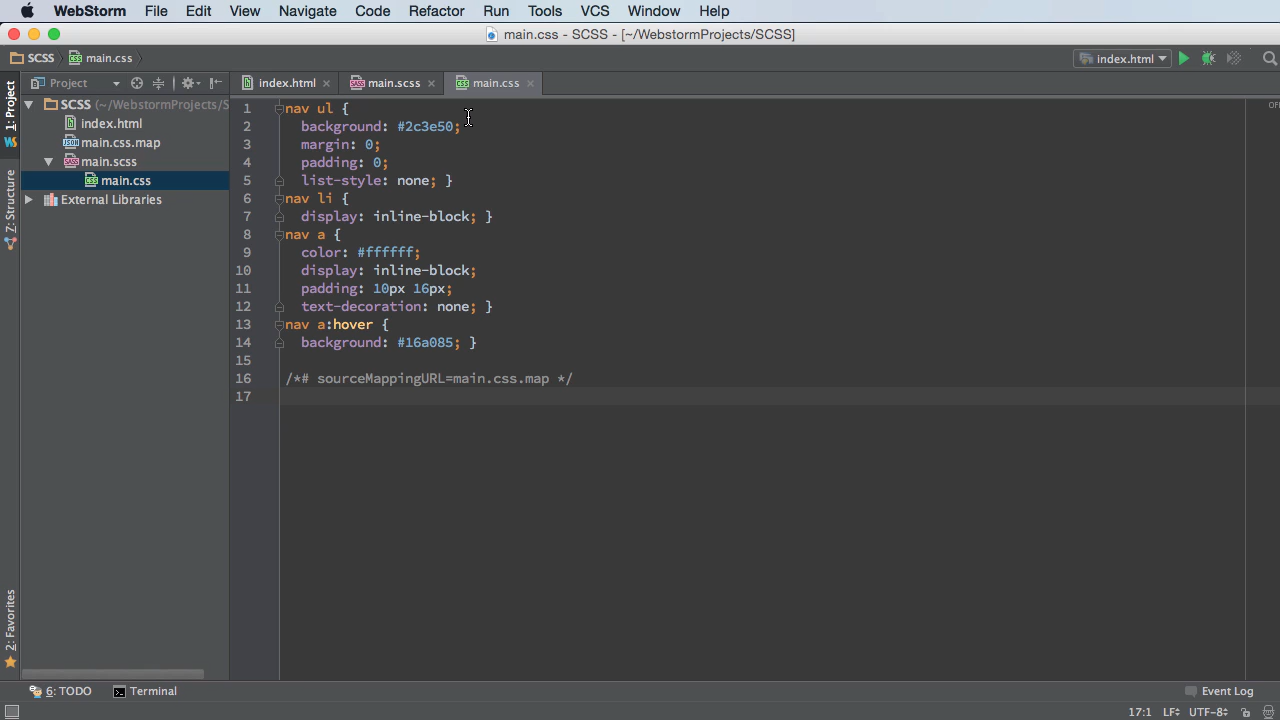 WebStorm File Edit View Navigate Code Refactor Run Tools VCS Window Help
main.css - SCSS - [~/WebstormProjects/SCSS]
SCSS main.css index.html
Project index.html main.scss main.css
1: Project
Z: Structure
2: Favorites
SCSS (~/WebstormProjects/S
index.html
main.css.map
main.scss
main.css
External Libraries
1 nav ul {
2 background: #2c3e50;
3 margin: 0;
4 padding: 0;
5 list-style: none; }
6 nav li {
7 display: inline-block; }
8 nav a {
9 color: #ffffff;
10 display: inline-block;
11 padding: 10px 16px;
12 text-decoration: none; }
13 nav a:hover {
14 background: #16a085; }
15
16 /*# sourceMappingURL=main.css.map */
17
6: TODO Terminal Event Log
17:1 LF UTF-8